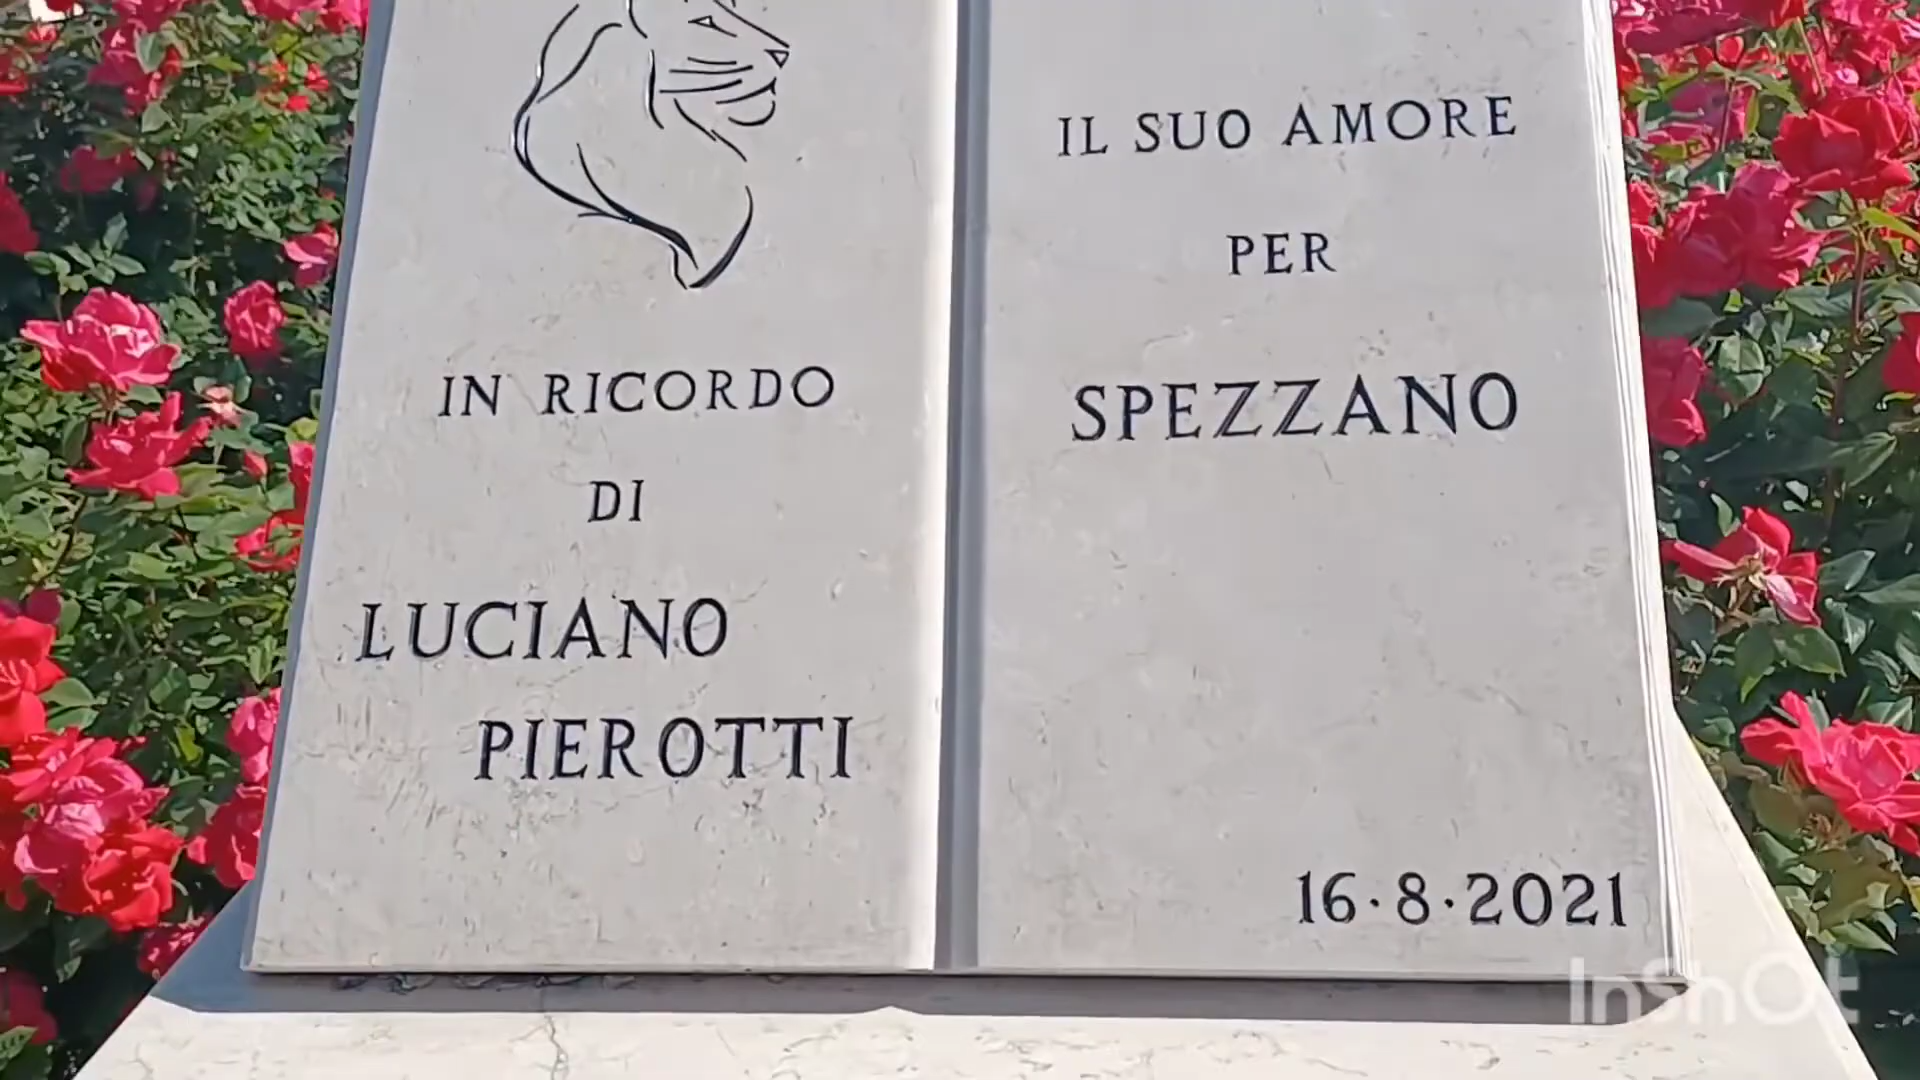 IN RICORDO
DI
LUCIANO
PIEROTTI
IL SUO AMORE
PER
SPEZZANO
16·8·2021
InShOt